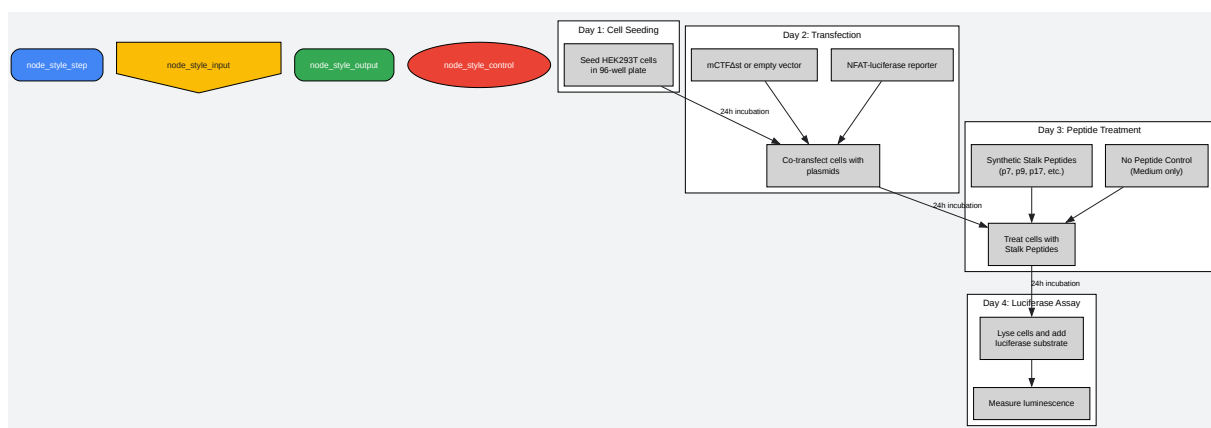 node_style_step
node_style_input
node_style_output
node_style_control
Day 1: Cell Seeding
Seed HEK293T cells
in 96-well plate
24h incubation
Day 2: Transfection
mCTFΔst or empty vector
NFAT-luciferase reporter
Co-transfect cells with
plasmids
24h incubation
Day 3: Peptide Treatment
Synthetic Stalk Peptides
(p7, p9, p17, etc.)
No Peptide Control
(Medium only)
Treat cells with
Stalk Peptides
24h incubation
Day 4: Luciferase Assay
Lyse cells and add
luciferase substrate
Measure luminescence